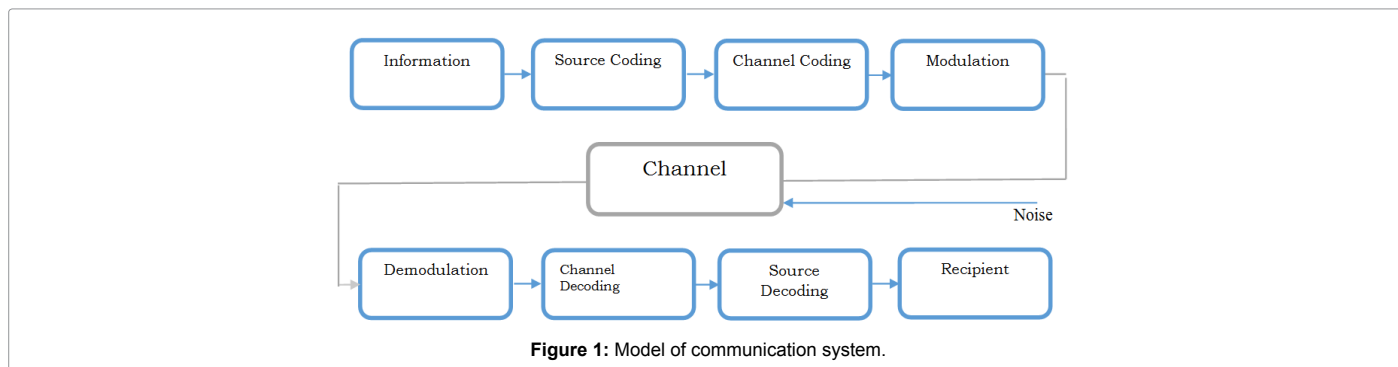 Information
Source Coding
Channel Coding
Modulation
Channel
Noise
Demodulation
Channel
Decoding
Source
Decoding
Recipient
Figure 1: Model of communication system.